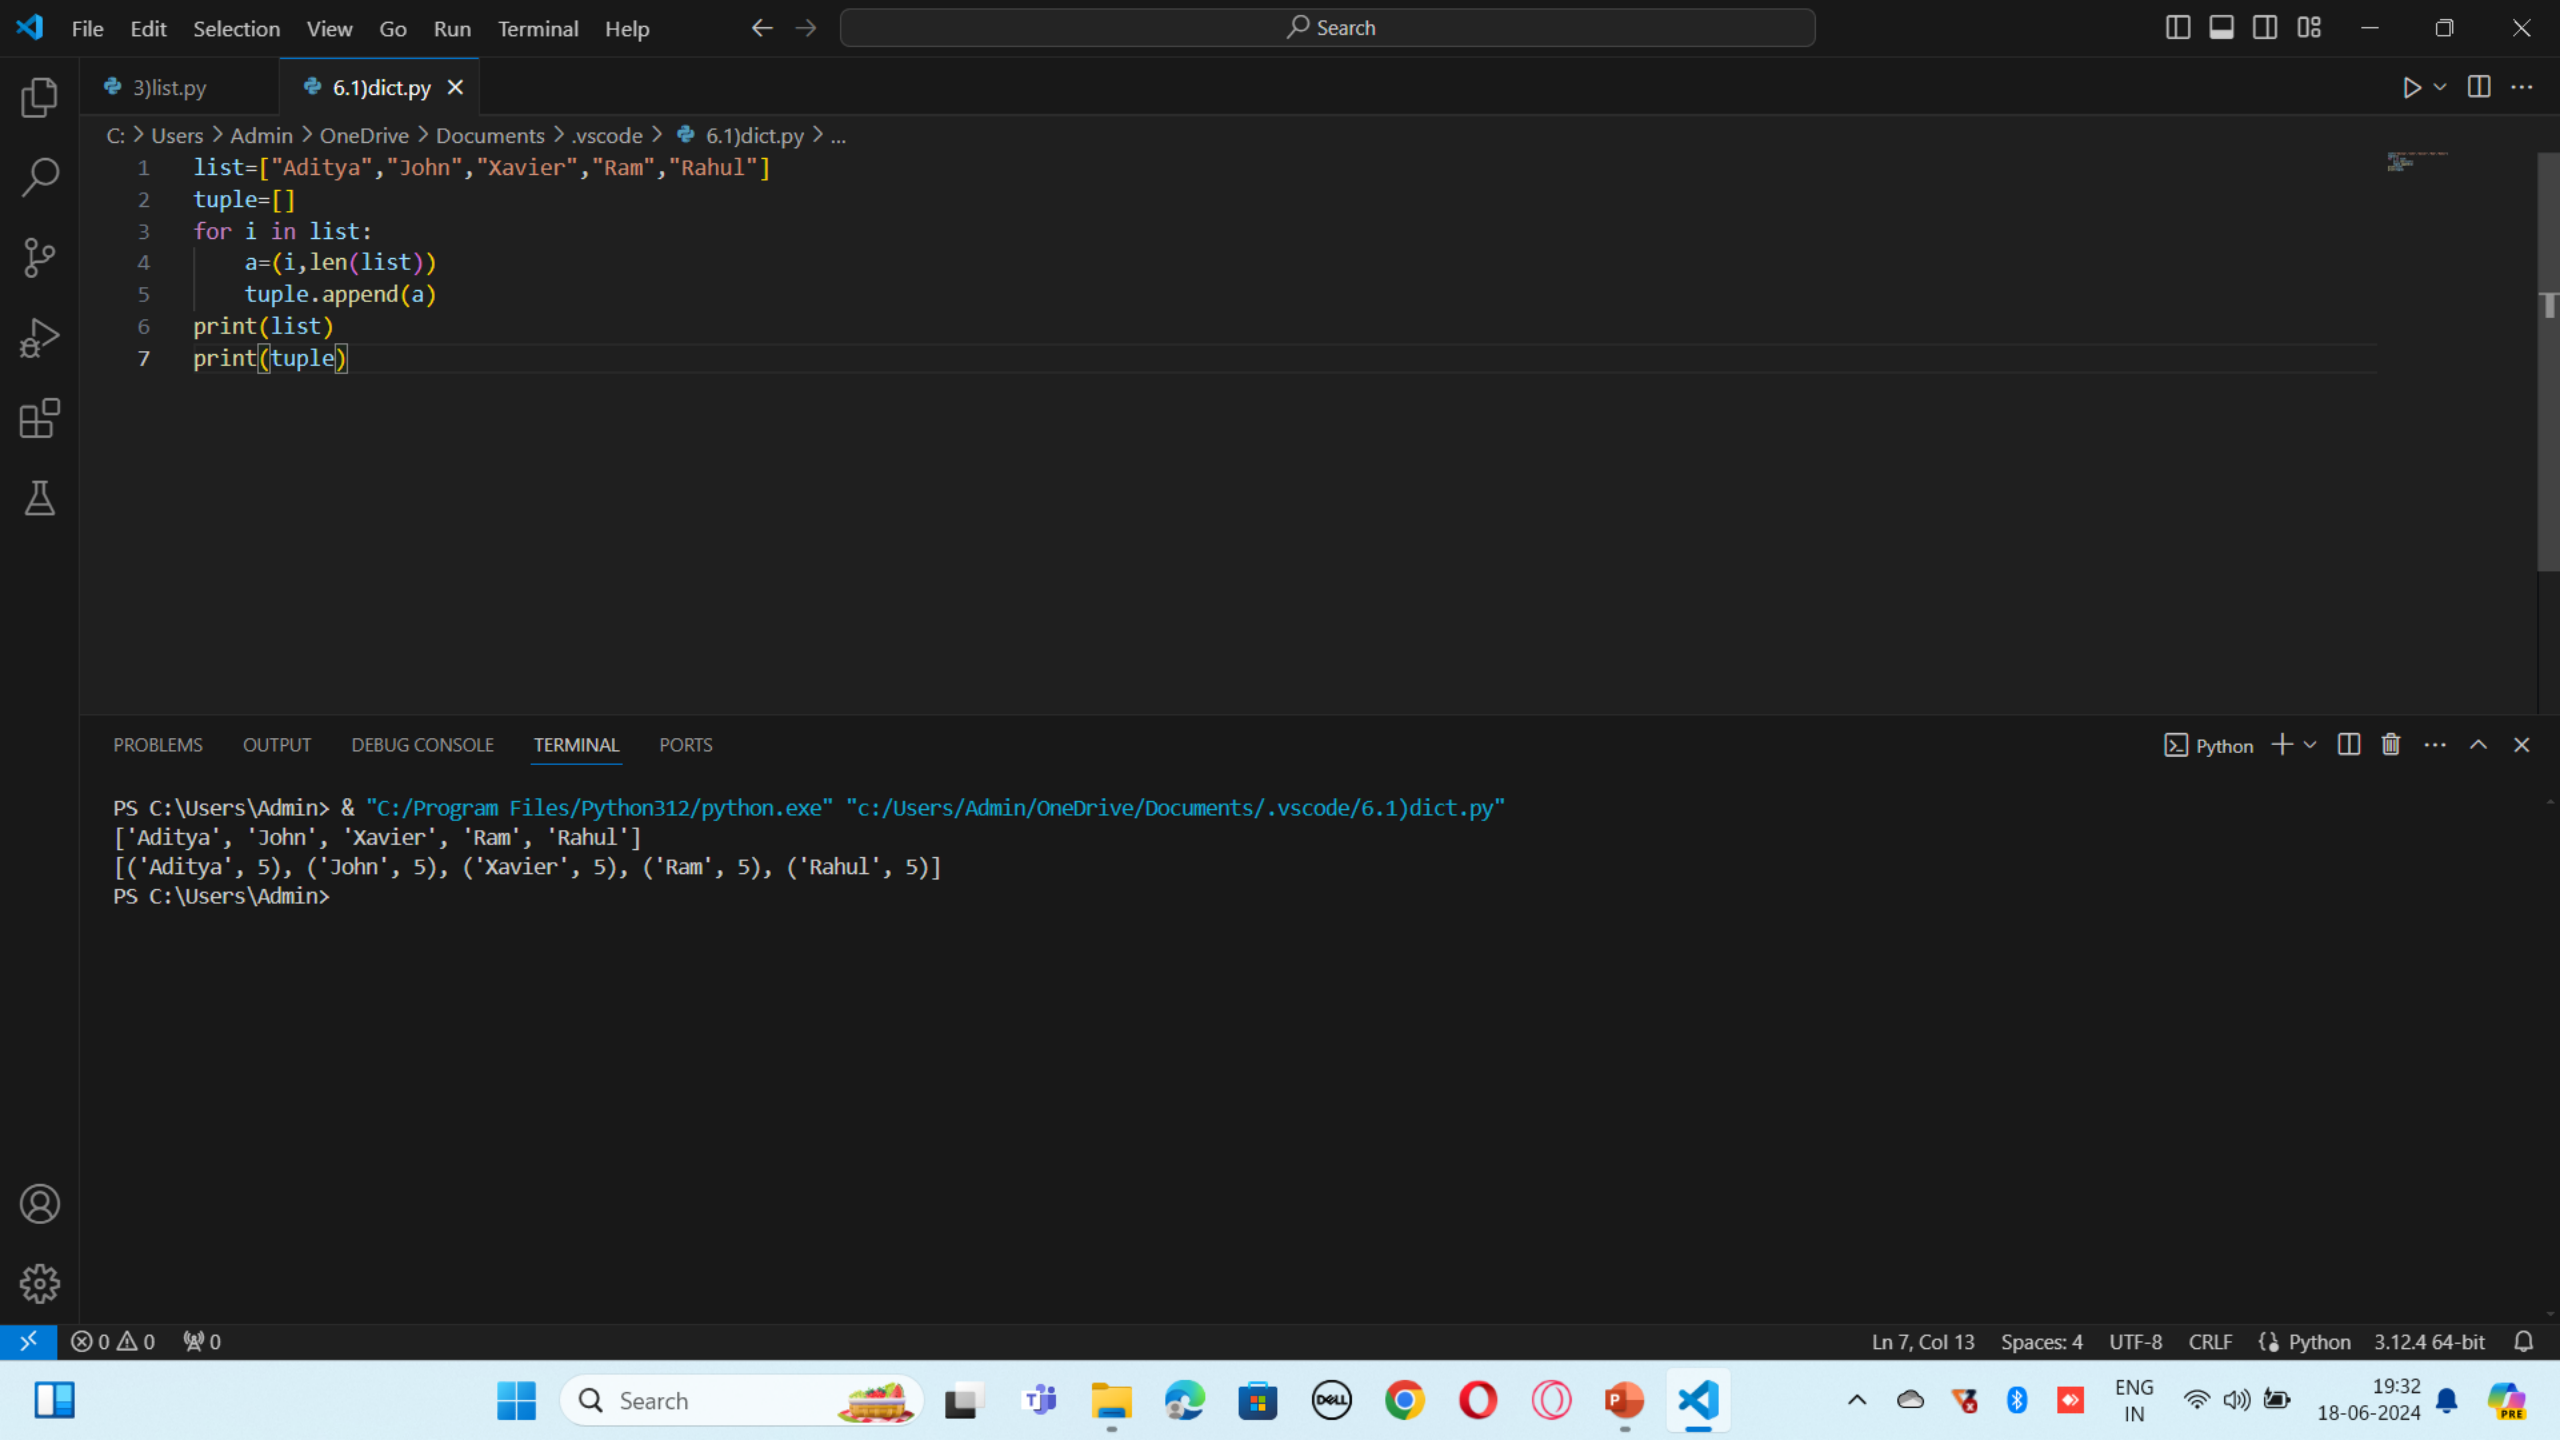 File Edit Selection View Go Run Terminal Help Search
3)list.py 6.1)dict.py
C: > Users > Admin > OneDrive > Documents > .vscode > 6.1)dict.py > ...
1 list=["Aditya","John","Xavier","Ram","Rahul"]
2 tuple=[]
3 for i in list:
4     a=(i,len(list))
5     tuple.append(a)
6 print(list)
7 print(tuple)
PROBLEMS OUTPUT DEBUG CONSOLE TERMINAL PORTS Python
PS C:\Users\Admin> & "C:/Program Files/Python312/python.exe" "c:/Users/Admin/OneDrive/Documents/.vscode/6.1)dict.py"
['Aditya', 'John', 'Xavier', 'Ram', 'Rahul']
[('Aditya', 5), ('John', 5), ('Xavier', 5), ('Ram', 5), ('Rahul', 5)]
PS C:\Users\Admin>
0 0 0 Ln 7, Col 13 Spaces: 4 UTF-8 CRLF Python 3.12.4 64-bit
Search DELL ENG 19:32
IN 18-06-2024 PRE